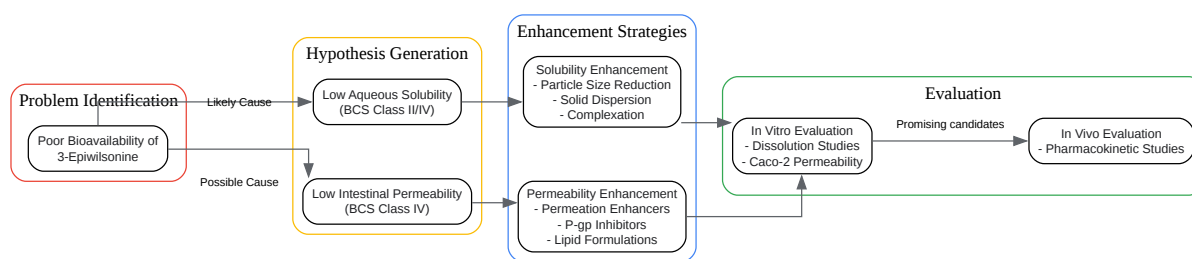 Problem Identification
Poor Bioavailability of
3-Epiwilsonine
Likely Cause
Possible Cause
Hypothesis Generation
Low Aqueous Solubility
(BCS Class II/IV)
Low Intestinal Permeability
(BCS Class IV)
Enhancement Strategies
Solubility Enhancement
- Particle Size Reduction
- Solid Dispersion
- Complexation
Permeability Enhancement
- Permeation Enhancers
- P-gp Inhibitors
- Lipid Formulations
Evaluation
In Vitro Evaluation
- Dissolution Studies
- Caco-2 Permeability
Promising candidates
In Vivo Evaluation
- Pharmacokinetic Studies